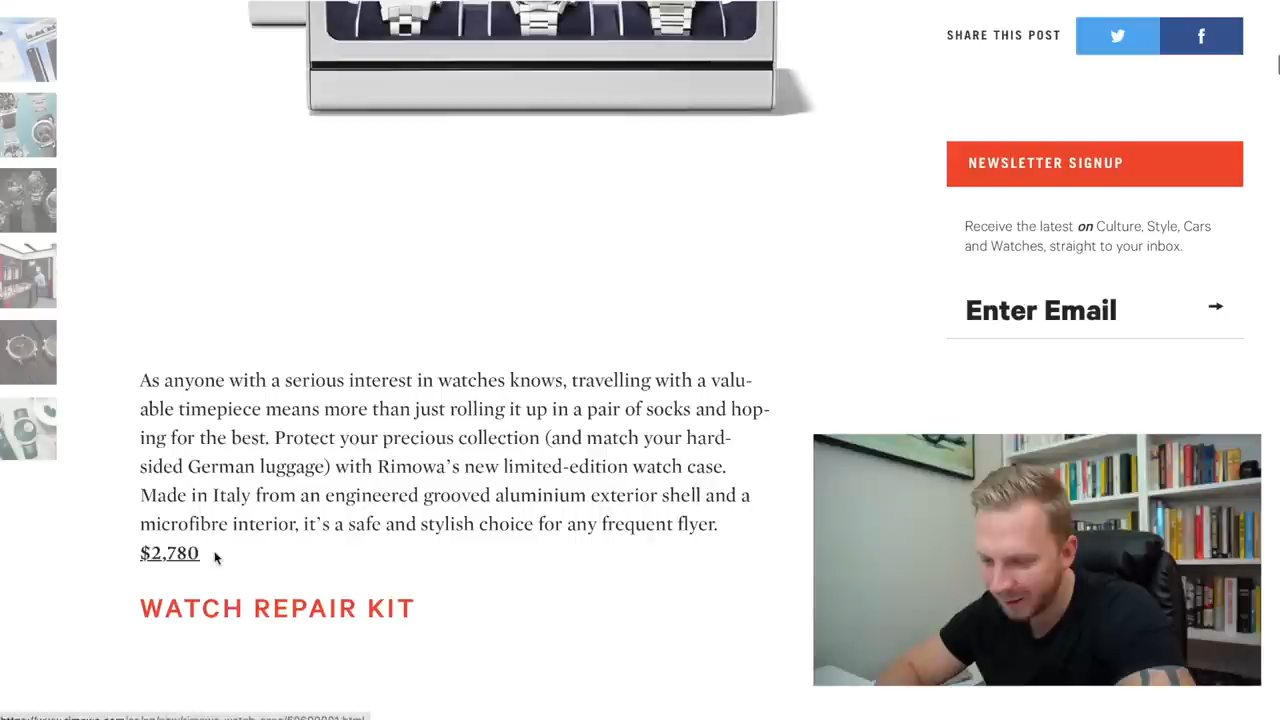 SHARE THIS POST
NEWSLETTER SIGNUP
Receive the latest on Culture, Style, Cars
and Watches, straight to your inbox.
Enter Email
As anyone with a serious interest in watches knows, travelling with a valu-
able timepiece means more than just rolling it up in a pair of socks and hop-
ing for the best. Protect your precious collection (and match your hard-
sided German luggage) with Rimowa's new limited-edition watch case.
Made in Italy from an engineered grooved aluminium exterior shell and a
microfibre interior, it's a safe and stylish choice for any frequent flyer.
$2,780
WATCH REPAIR KIT